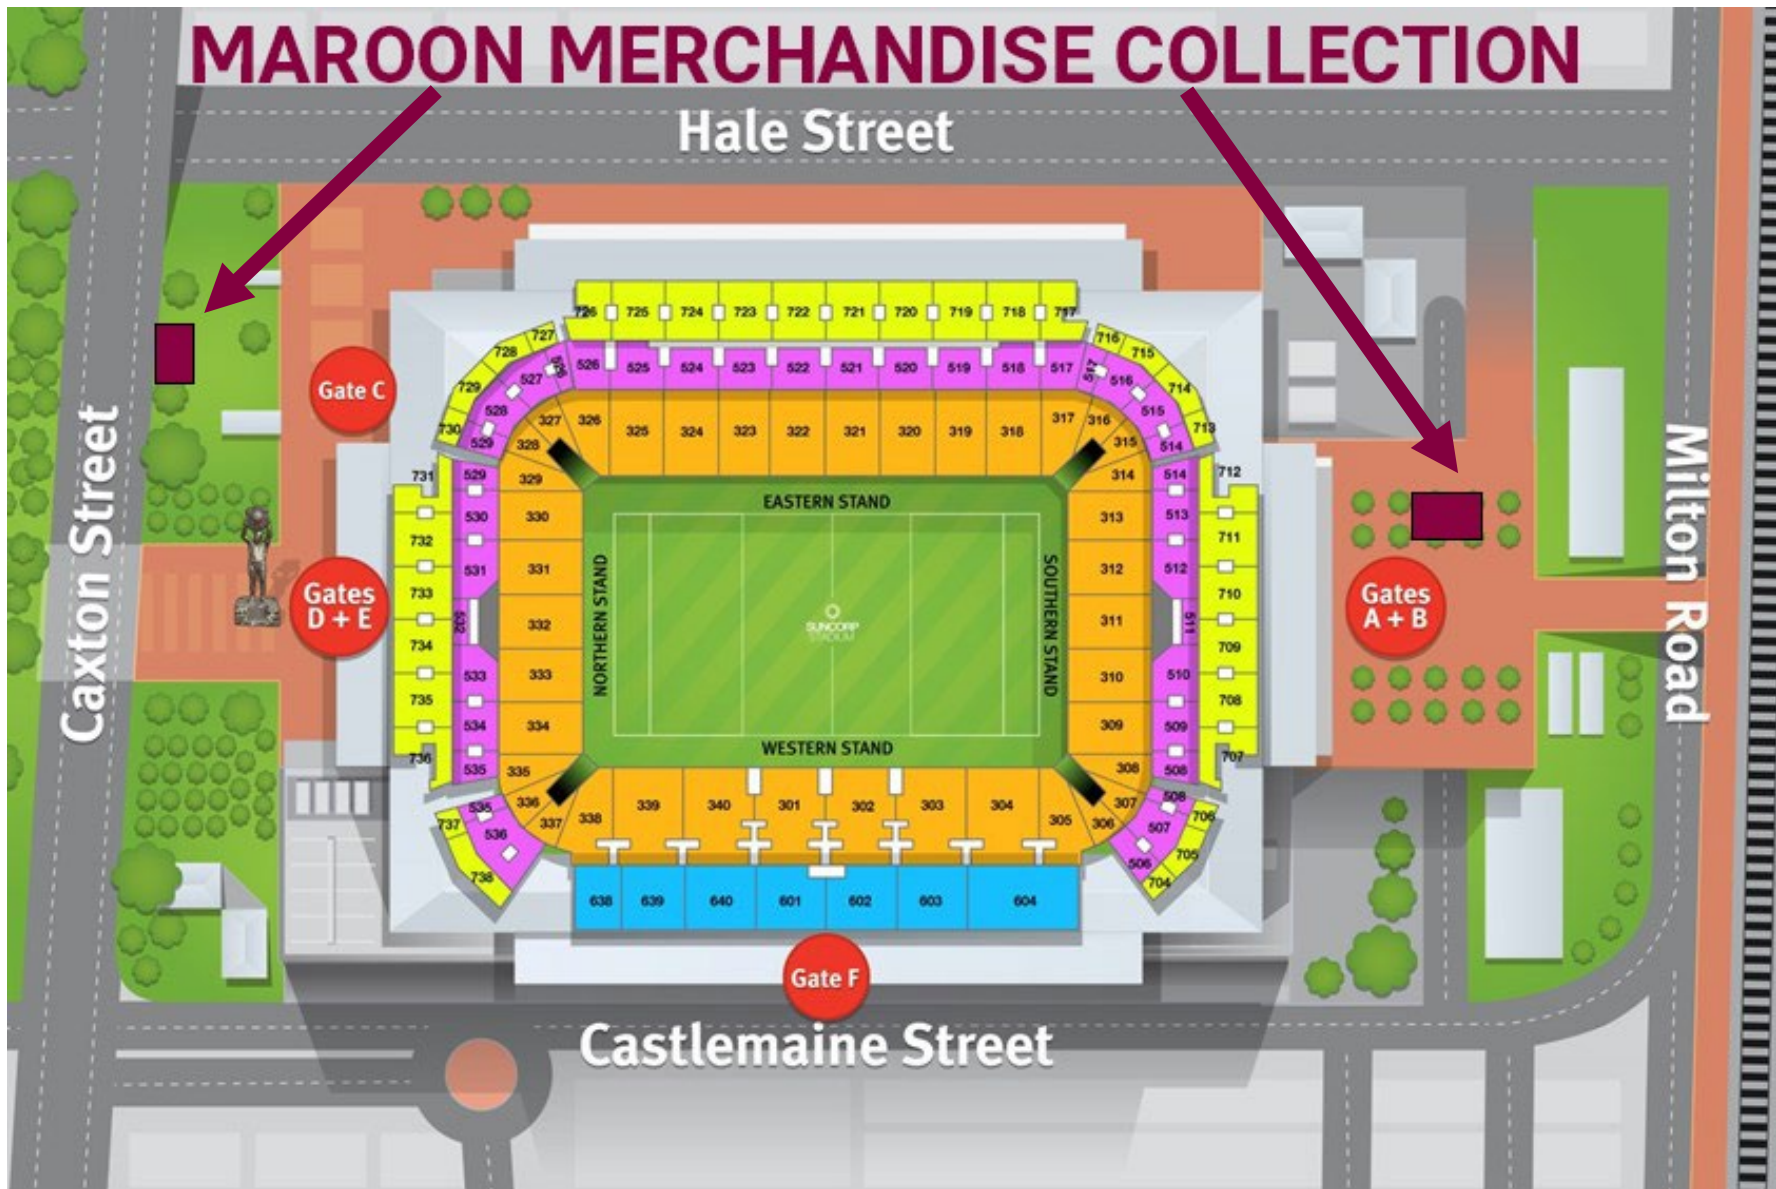 MAROON MERCHANDISE COLLECTION
Hale Street
726 725 724 723 722 721 720 719 718 717
727 716
728 715
729 714
730 713
731 712
526 525 524 523 522 521 520 519 518 517
527 516
528 515
529 514
529 514
327 326 325 324 323 322 321 320 319 318 317 316
328 315
329 314
Gate C
EASTERN STAND
330 313
530 513
732 711
331 312
531 512
733 710
Gates
D + E
Gates
A + B
532 332 311 511
734 709
533 333 310 510
735 708
534 334 309 509
736 707
535 335 308 508
NORTHERN STAND
SOUTHERN STAND
SUNCORP
STADIUM
WESTERN STAND
Caxton Street
Milton Road
535 336 307 508
737 536 337 338 339 340 301 302 303 304 305 306 507 706
738 506 705
704
638 639 640 601 602 603 604
Gate F
Castlemaine Street